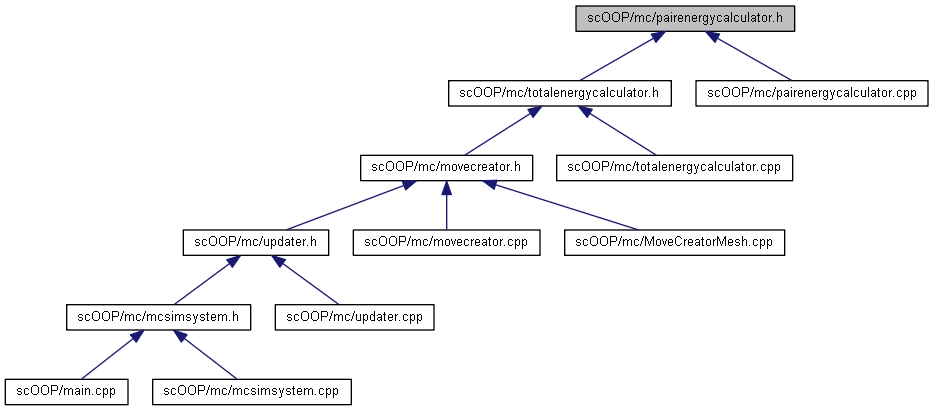 scOOP/mc/pairenergycalculator.h
scOOP/mc/totalenergycalculator.h
scOOP/mc/pairenergycalculator.cpp
scOOP/mc/movecreator.h
scOOP/mc/totalenergycalculator.cpp
scOOP/mc/updater.h
scOOP/mc/movecreator.cpp
scOOP/mc/MoveCreatorMesh.cpp
scOOP/mc/mcsimsystem.h
scOOP/mc/updater.cpp
scOOP/main.cpp
scOOP/mc/mcsimsystem.cpp